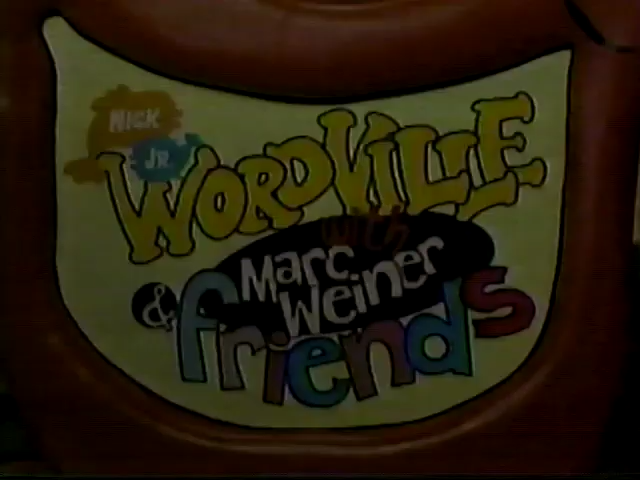 NICK
JR.
WORDVILLE
with
Marc
Weiner
& friends